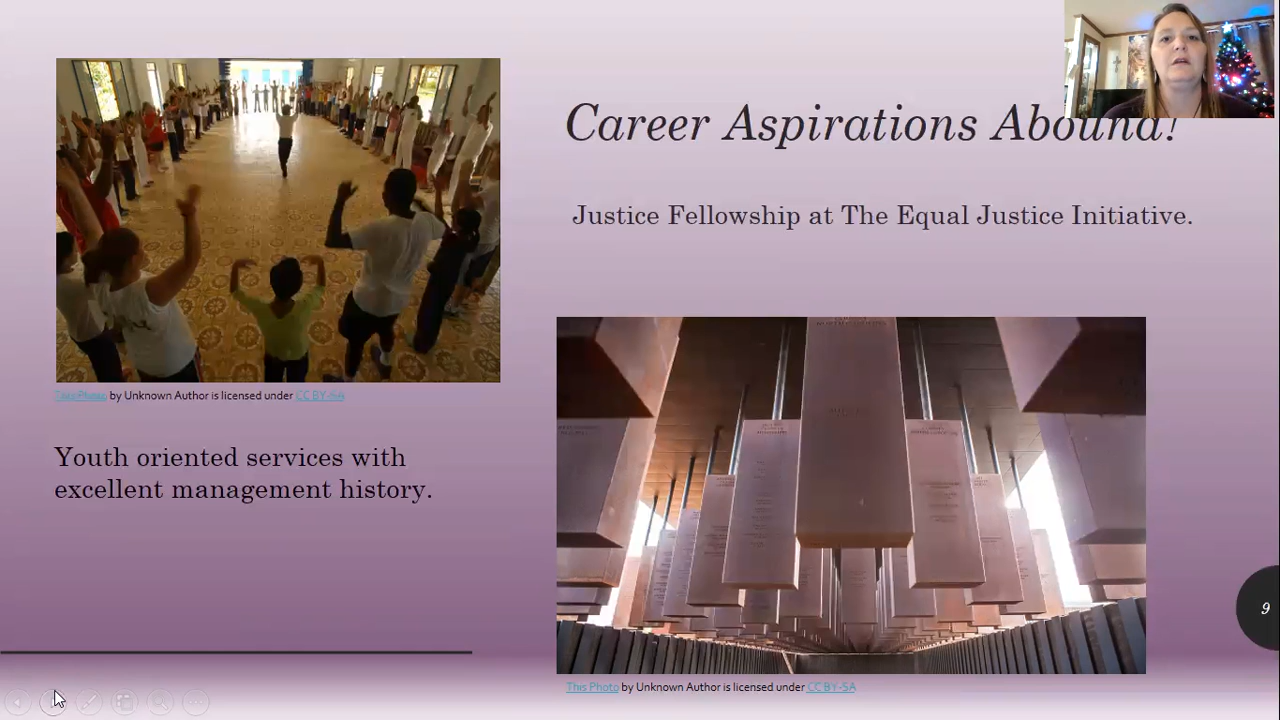 Career Aspirations Abound!
Justice Fellowship at The Equal Justice Initiative.
This Photo by Unknown Author is licensed under CC BY-SA
Youth oriented services with
excellent management history.
This Photo by Unknown Author is licensed under CC BY-SA
9